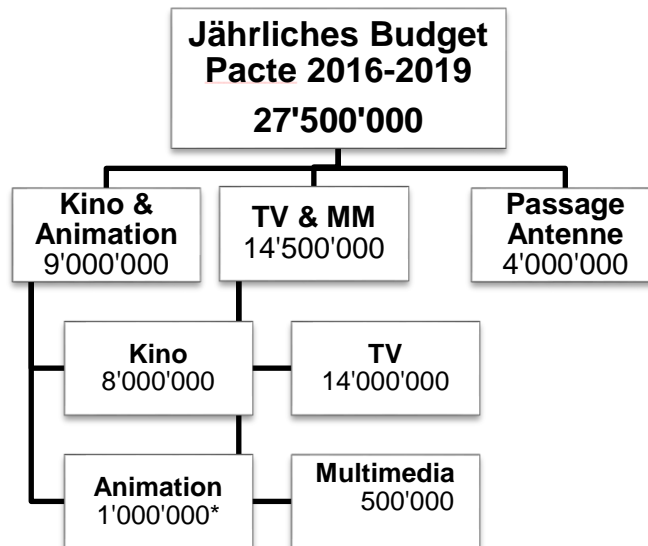 Jährliches Budget
Pacte 2016-2019
27'500'000
Kino &
Animation
9'000'000
TV & MM
14'500'000
Passage
Antenne
4'000'000
Kino
8'000'000
TV
14'000'000
Animation
1'000'000*
Multimedia
500'000